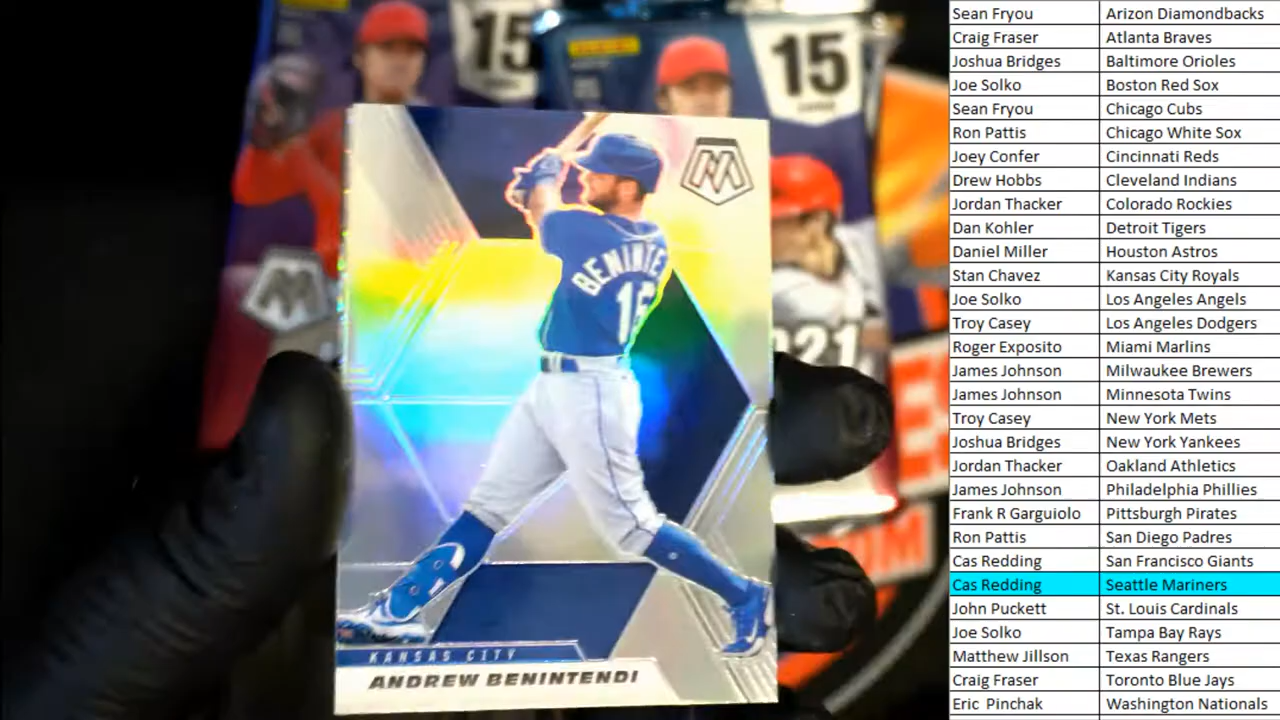 15
15
BENINTE
15
2021
KANSAS CITY
ANDREW BENINTENDI
Sean Fryou Arizon Diamondbacks
Craig Fraser Atlanta Braves
Joshua Bridges Baltimore Orioles
Joe Solko Boston Red Sox
Sean Fryou Chicago Cubs
Ron Pattis Chicago White Sox
Joey Confer Cincinnati Reds
Drew Hobbs Cleveland Indians
Jordan Thacker Colorado Rockies
Dan Kohler Detroit Tigers
Daniel Miller Houston Astros
Stan Chavez Kansas City Royals
Joe Solko Los Angeles Angels
Troy Casey Los Angeles Dodgers
Roger Exposito Miami Marlins
James Johnson Milwaukee Brewers
James Johnson Minnesota Twins
Troy Casey New York Mets
Joshua Bridges New York Yankees
Jordan Thacker Oakland Athletics
James Johnson Philadelphia Phillies
Frank R Garguiolo Pittsburgh Pirates
Ron Pattis San Diego Padres
Cas Redding San Francisco Giants
Cas Redding Seattle Mariners
John Puckett St. Louis Cardinals
Joe Solko Tampa Bay Rays
Matthew Jillson Texas Rangers
Craig Fraser Toronto Blue Jays
Eric Pinchak Washington Nationals